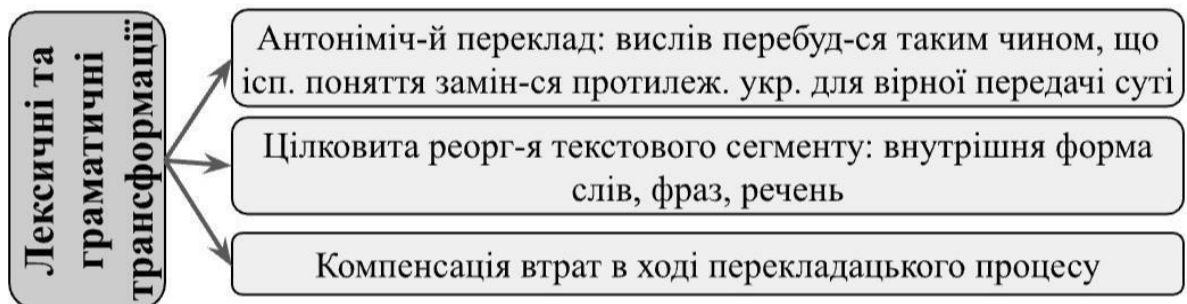 Лексичні та
граматичні
трансформації
Антоніміч-й переклад: вислів перебуд-ся таким чином, що
ісп. поняття замін-ся протилеж. укр. для вірної передачі суті
Цілковита реорг-я текстового сегменту: внутрішня форма
слів, фраз, речень
Компенсація втрат в ході перекладацького процесу